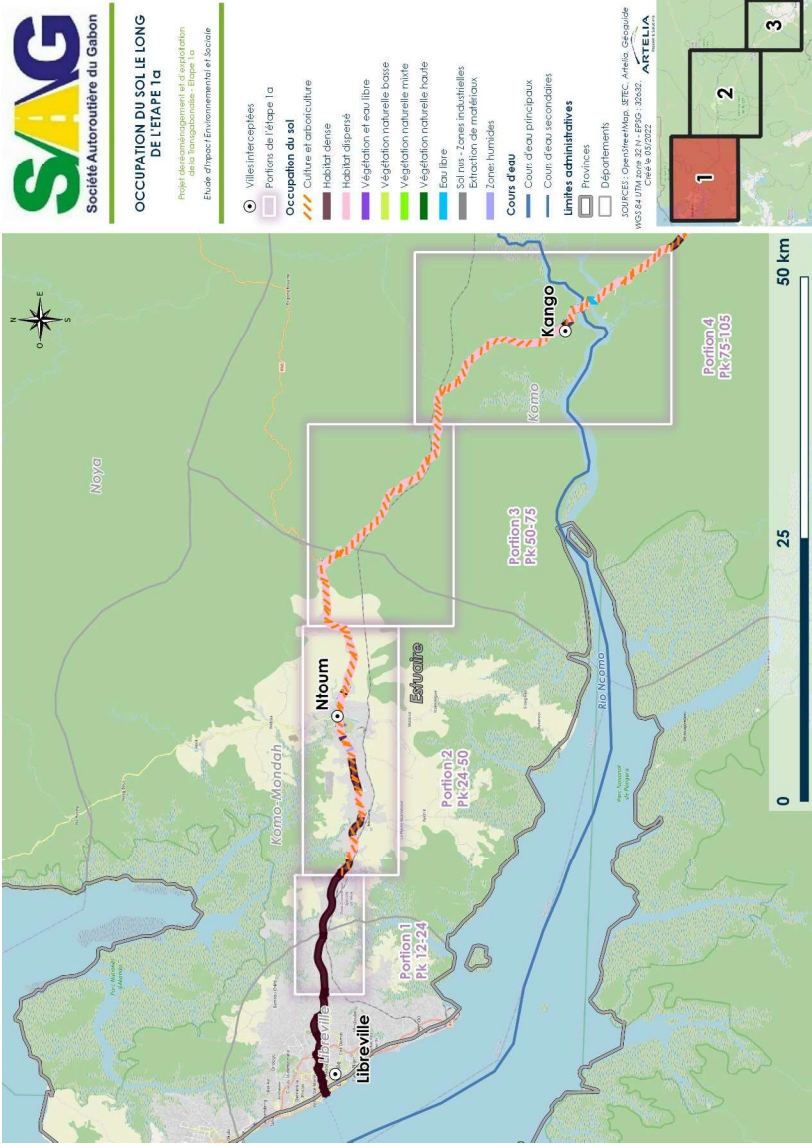 SAG
Société Autoroutière du Gabon
OCCUPATION DU SOL LE LONG
DE L'ETAPE 1a
Projet de réaménagement et d'exploitation
de la Transgabonaise - Etape 1a
Etude d'Impact Environnemental et Sociale
Villes interceptées
Portions de l'étape 1a
Occupation du sol
Culture et arboriculture
Habitat dense
Habitat dispersé
Végétation et eau libre
Végétation naturelle basse
Végétation naturelle mixte
Végétation naturelle haute
Eau libre
Sol nus - Zones industrielles
Extraction de matériaux
Zones humides
Cours d'eau
Cours d'eau principaux
Cours d'eau secondaires
Limites administratives
Provinces
Départements
SOURCES : OpenStreetMap, SETEC, Artelia, Géoguide
WGS 84 UTM zone 32 N - EPSG : 32632.
Créé le 05/2022
ARTELIA
1
2
3
N
O
E
S
Noya
Komo-Mondah
Ntoum
Kango
Komo
Estuaire
Libreville
Libreville
Rio Ncomo
Portion 1
Pk 12-24
Portion 2
Pk 24-50
Portion 3
Pk 50-75
Portion 4
Pk 75-105
0
25
50 km